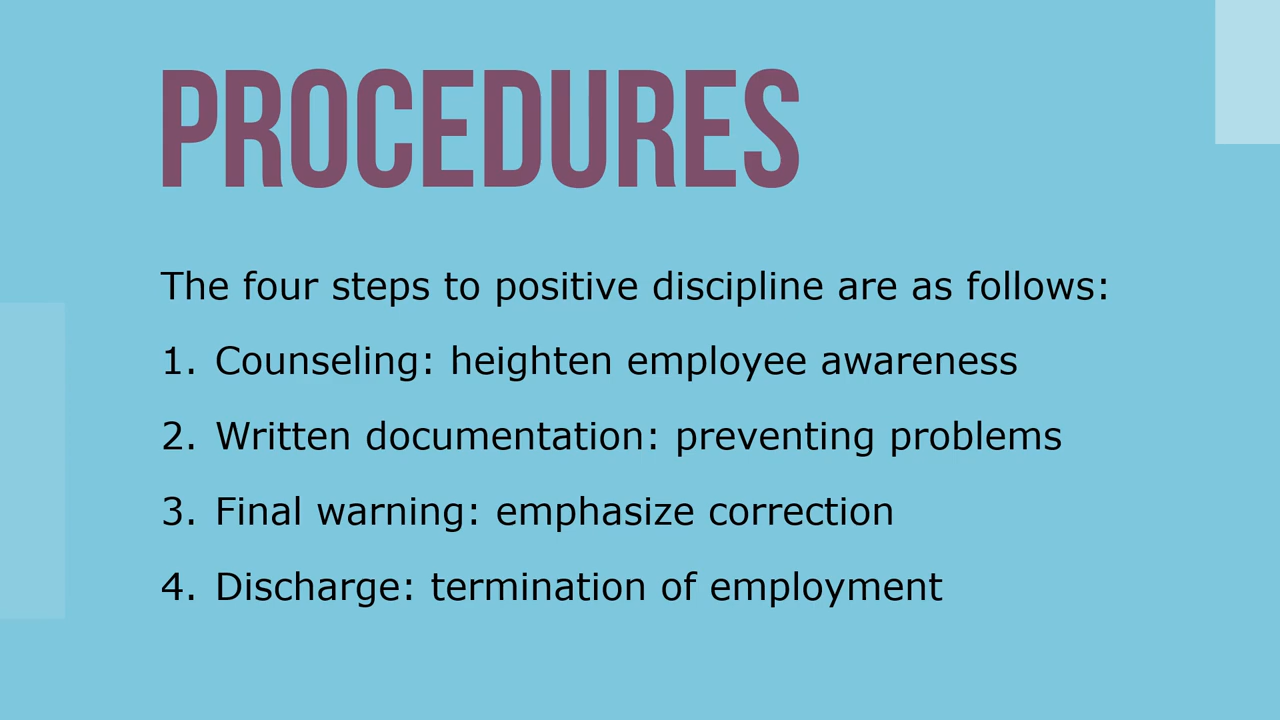 PROCEDURES
The four steps to positive discipline are as follows:
1. Counseling: heighten employee awareness
2. Written documentation: preventing problems
3. Final warning: emphasize correction
4. Discharge: termination of employment